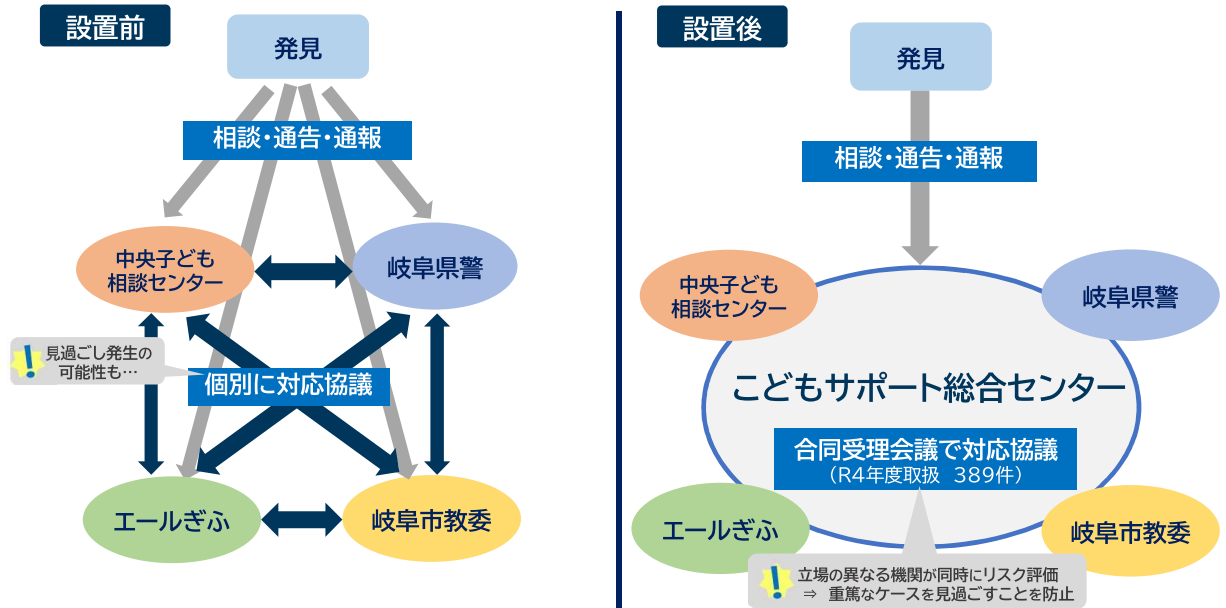 設置前
発見
相談・通告・通報
中央子ども
相談センター
岐阜県警
見過ごし発生の
可能性も…
個別に対応協議
エールぎふ
岐阜市教委
設置後
発見
相談・通告・通報
中央子ども
相談センター
岐阜県警
こどもサポート総合センター
合同受理会議で対応協議
（R4年度取扱　389件）
エールぎふ
岐阜市教委
立場の異なる機関が同時にリスク評価
⇒ 重篤なケースを見過ごすことを防止